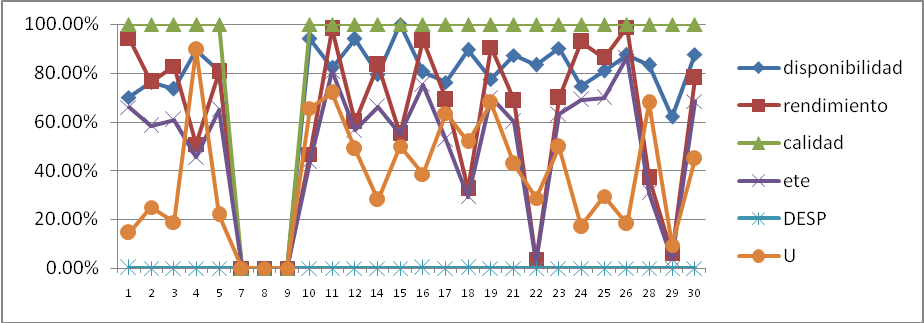 100.00%
80.00%
60.00%
40.00%
20.00%
0.00%
1 2 3 4 5 7 8 9 10 11 12 14 15 16 17 18 19 21 22 23 24 25 26 28 29 30
disponibilidad
rendimiento
calidad
ete
DESP
U